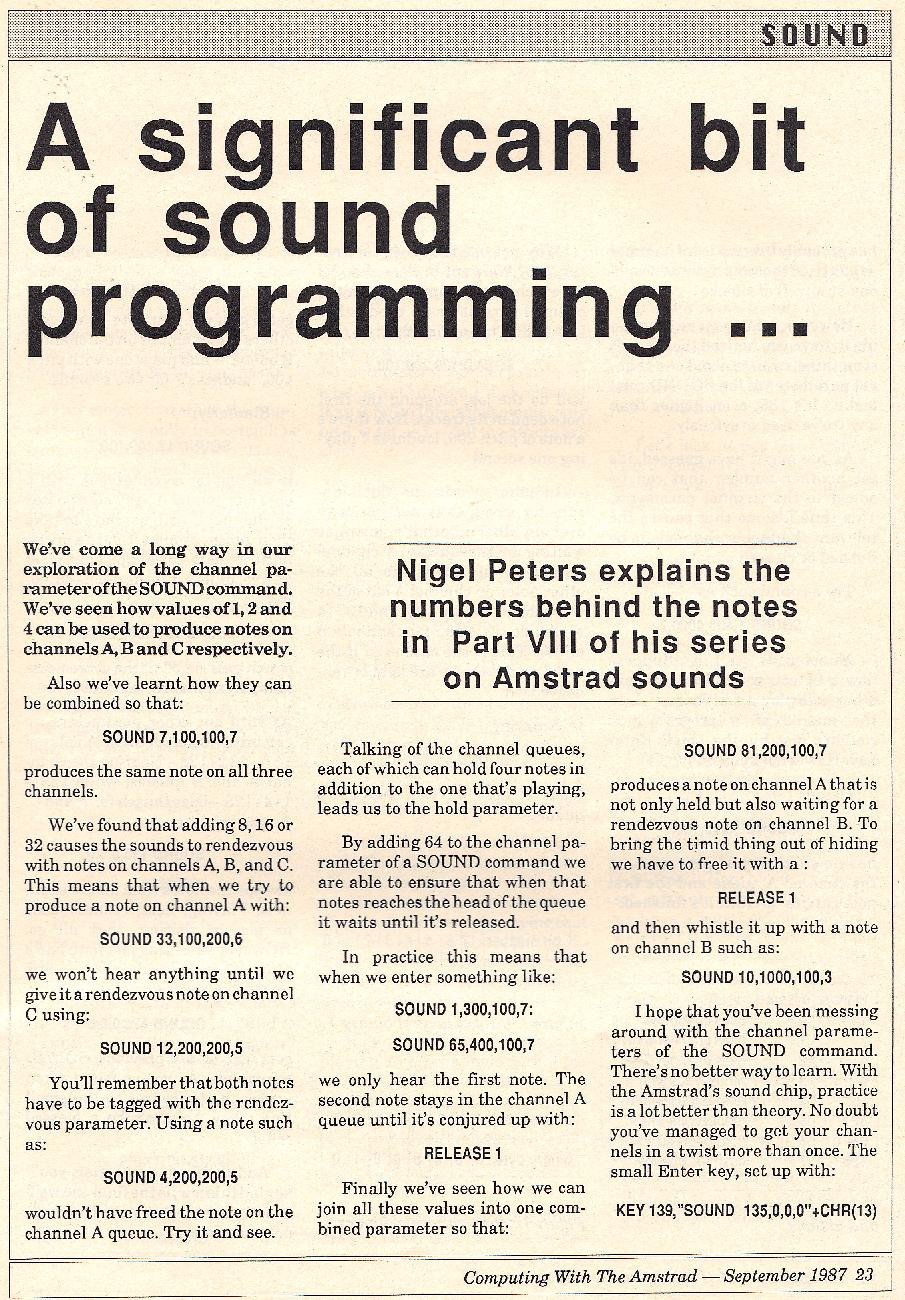 SOUND
A significant bit
of sound
programming ...
We've come a long way in our
exploration of the channel pa-
rameter of the SOUND command.
We've seen how values of 1, 2 and
4 can be used to produce notes on
channels A, B and C respectively.
Also we've learnt how they can
be combined so that:
SOUND 7,100,100,7
produces the same note on all three
channels.
We've found that adding 8, 16 or
32 causes the sounds to rendezvous
with notes on channels A, B, and C.
This means that when we try to
produce a note on channel A with:
SOUND 33,100,200,6
we won't hear anything until we
give it a rendezvous note on channel
C using:
SOUND 12,200,200,5
You'll remember that both notes
have to be tagged with the rendez-
vous parameter. Using a note such
as:
SOUND 4,200,200,5
wouldn't have freed the note on the
channel A queue. Try it and see.
Nigel Peters explains the
numbers behind the notes
in Part VIII of his series
on Amstrad sounds
Talking of the channel queues,
each of which can hold four notes in
addition to the one that's playing,
leads us to the hold parameter.
By adding 64 to the channel pa-
rameter of a SOUND command we
are able to ensure that when that
notes reaches the head of the queue
it waits until it's released.
In practice this means that
when we enter something like:
SOUND 1,300,100,7:
SOUND 65,400,100,7
we only hear the first note. The
second note stays in the channel A
queue until it's conjured up with:
RELEASE 1
Finally we've seen how we can
join all these values into one com-
bined parameter so that:
SOUND 81,200,100,7
produces a note on channel A that is
not only held but also waiting for a
rendezvous note on channel B. To
bring the timid thing out of hiding
we have to free it with a :
RELEASE 1
and then whistle it up with a note
on channel B such as:
SOUND 10,1000,100,3
I hope that you've been messing
around with the channel parame-
ters of the SOUND command.
There's no better way to learn. With
the Amstrad's sound chip, practice
is a lot better than theory. No doubt
you've managed to get your chan-
nels in a twist more than once. The
small Enter key, set up with:
KEY 139,"SOUND 135,0,0,0"+CHR(13)
Computing With The Amstrad — September 1987 23